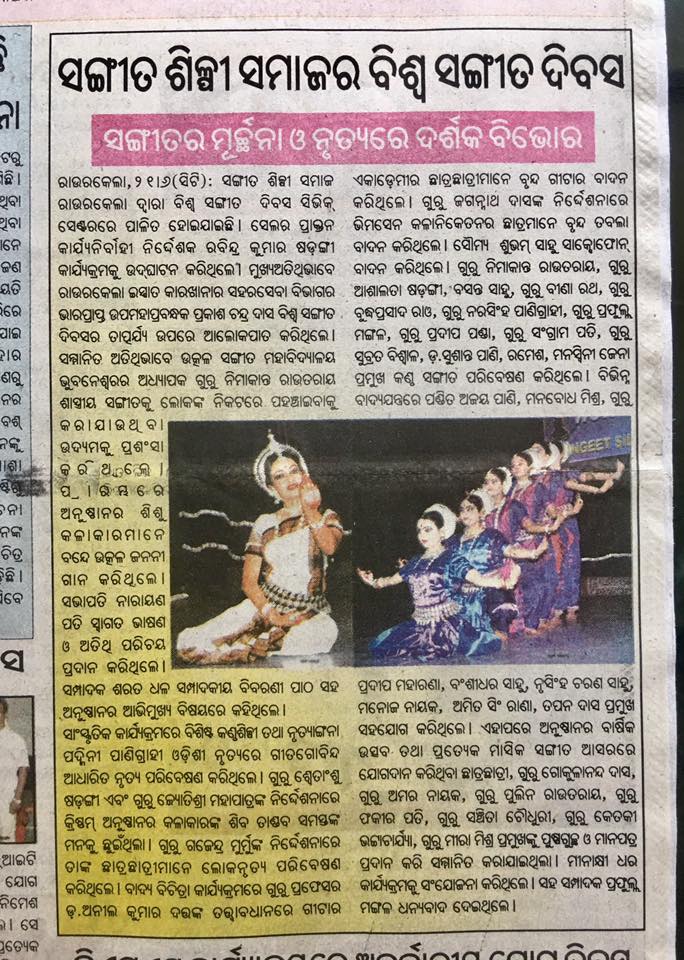 ସଙ୍ଗୀତ ଶିଳ୍ପୀ ସମାଜର ବିଶ୍ୱ ସଙ୍ଗୀତ ଦିବସ
ସଙ୍ଗୀତର ମୂର୍ଚ୍ଛନା ଓ ନୃତ୍ୟରେ ଦର୍ଶକ ବିଭୋର
ରାଉରକେଲା,୨୧।୬(ସିଟି): ସଙ୍ଗୀତ ଶିଳ୍ପୀ ସମାଜ
ରାଉରକେଲା ଦ୍ୱାରା ବିଶ୍ୱ ସଙ୍ଗୀତ ଦିବସ ସିଭିକ୍
ସେଣ୍ଟରରେ ପାଳିତ ହୋଇଯାଇଛି। ସେଲର ପ୍ରାକ୍ତନ
କାର୍ଯ୍ୟନିର୍ବାହୀ ନିର୍ଦ୍ଦେଶକ ରବିନ୍ଦ୍ର କୁମାର ଷଡ଼ଙ୍ଗୀ
କାର୍ଯ୍ୟକ୍ରମକୁ ଉଦ୍‌ଘାଟନ କରିଥିଲେ। ମୁଖ୍ୟଅତିଥିଭାବେ
ରାଉରକେଲା ଇସ୍ପାତ କାରଖାନାର ସହରସେବା ବିଭାଗର
ଭାରପ୍ରାପ୍ତ ଉପମହାପ୍ରବନ୍ଧକ ପ୍ରକାଶ ଚନ୍ଦ୍ର ଦାସ ବିଶ୍ୱ ସଙ୍ଗୀତ
ଦିବସର ତାତ୍ପର୍ଯ୍ୟ ଉପରେ ଆଲୋକପାତ କରିଥିଲେ।
ସମ୍ମାନିତ ଅତିଥିଭାବେ ଉତ୍କଳ ସଙ୍ଗୀତ ମହାବିଦ୍ୟାଳୟ
ଭୁବନେଶ୍ୱରର ଅଧ୍ୟାପକ ଗୁରୁ ନିମାକାନ୍ତ ରାଉତରାୟ
ଶାସ୍ତ୍ରୀୟ ସଙ୍ଗୀତକୁ ଲୋକଙ୍କ ନିକଟରେ ପହଞ୍ଚାଇବାକୁ
କରାଯାଉଥିବା
ଉଦ୍ୟମକୁ ପ୍ରଶଂସା
କରିଥିଲେ।
ପ୍ରାରମ୍ଭରେ
ଅନୁଷ୍ଠାନର ଶିଶୁ
କଳାକାରମାନେ
ବନ୍ଦେ ଉତ୍କଳ ଜନନୀ
ଗାନ କରିଥିଲେ।
ସଭାପତି ନାରାୟଣ
ପତି ସ୍ୱାଗତ ଭାଷଣ
ଓ ଅତିଥି ପରିଚୟ
ପ୍ରଦାନ କରିଥିଲେ।
ସମ୍ପାଦକ ଶରତ ଧଳ ସମ୍ପାଦକୀୟ ବିବରଣୀ ପାଠ ସହ
ଅନୁଷ୍ଠାନର ଆଭିମୁଖ୍ୟ ବିଷୟରେ କହିଥିଲେ।
ସାଂସ୍କୃତିକ କାର୍ଯ୍ୟକ୍ରମରେ ବିଶିଷ୍ଟ କଣ୍ଠଶିଳ୍ପୀ ତଥା ନୃତ୍ୟାଙ୍ଗନା
ପଦ୍ମିନୀ ପାଣିଗ୍ରାହୀ ଓଡ଼ିଶୀ ନୃତ୍ୟରେ ଗୀତଗୋବିନ୍ଦ
ଆଧାରିତ ନୃତ୍ୟ ପରିବେଷଣ କରିଥିଲେ। ଗୁରୁ ଶ୍ୱେତାଂଶୁ
ଷଡ଼ଙ୍ଗୀ ଏବଂ ଗୁରୁ ଜ୍ୟୋତିଶ୍ରୀ ମହାପାତ୍ରଙ୍କ ନିର୍ଦ୍ଦେଶନାରେ
କ୍ରିଷ୍ଣମ୍ ଅନୁଷ୍ଠାନର କଳାକାରଙ୍କ ଶିବ ତାଣ୍ଡବ ସମସ୍ତଙ୍କ
ମନକୁ ଛୁଇଁଥିଲା। ଗୁରୁ ଗଜେନ୍ଦ୍ର ମୁର୍ମୁଙ୍କ ନିର୍ଦ୍ଦେଶନାରେ
ତାଙ୍କ ଛାତ୍ରଛାତ୍ରୀମାନେ ଲୋକନୃତ୍ୟ ପରିବେଷଣ
କରିଥିଲେ। ବାଦ୍ୟ ବିଚିତ୍ରା କାର୍ଯ୍ୟକ୍ରମରେ ଗୁରୁ ପ୍ରଫେସର
ଡ଼.ଅନୀଲ କୁମାର ଦତ୍ତଙ୍କ ତତ୍ତ୍ୱାବଧାନରେ ଗୀଟାର
ଏକାଡ଼େମୀର ଛାତ୍ରଛାତ୍ରୀମାନେ ବୃନ୍ଦ ଗୀଟାର ବାଦନ
କରିଥିଲେ। ଗୁରୁ ଜଗନ୍ନାଥ ଦାସଙ୍କ ନିର୍ଦ୍ଦେଶନାରେ
ଭିମସେନ କଳାନିକେତନର ଛାତ୍ରମାନେ ବୃନ୍ଦ ତବଲା
ବାଦନ କରିଥିଲେ। ସୌମ୍ୟ ଶୁଭମ୍ ସାହୁ ସାକ୍ସୋଫୋନ୍
ବାଦନ କରିଥିଲେ। ଗୁରୁ ନିମାକାନ୍ତ ରାଉତରାୟ, ଗୁରୁ
ଆଶାଲତା ଷଡ଼ଙ୍ଗୀ, ବସନ୍ତ ସାହୁ, ଗୁରୁ ବୀଣା ରଥ, ଗୁରୁ
ବୃଦ୍ଧପ୍ରସୀଦ ରାଓ, ଗୁରୁ ନରସିଂହ ପାଣିଗ୍ରାହୀ, ଗୁରୁ ପ୍ରଫୁଲ୍ଲ
ମଙ୍ଗଳ, ଗୁରୁ ପ୍ରଦୀପ ପଣ୍ଡା, ଗୁରୁ ସଂଗ୍ରାମ ପତି, ଗୁରୁ
ସୁବ୍ରତ ବିଶ୍ୱାଳ, ଡ଼.ସୁଶାନ୍ତ ପାଣି, ରମେଶ, ମନସ୍ୱିନୀ ଜେନା
ପ୍ରମୁଖ କଣ୍ଠ ସଙ୍ଗୀତ ପରିବେଷଣ କରିଥିଲେ। ବିଭିନ୍ନ
ବାଦ୍ୟଯନ୍ତରେ ପଣ୍ଡିତ ଅଜୟ ପାଣି, ମନବୋଧ ମିଶ୍ର, ଗୁରୁ
NGEET SI
ପ୍ରଦୀପ ମହାରଣା, ବଂଶୀଧର ସାହୁ, ନୃସିଂହ ଚରଣ ସାହୁ,
ମନୋଜ ନାୟକ, ଅମିତ ସିଂ ରାଣା, ତପନ ଦାସ ପ୍ରମୁଖ
ସହଯୋଗ କରିଥିଲେ। ଏହାପରେ ଅନୁଷ୍ଠାନର ବାର୍ଷିକ
ଉତ୍ସବ ତଥା ପ୍ରତ୍ୟେକ ମାସିକ ସଙ୍ଗୀତ ଆସରରେ
ଯୋଗଦାନ କରିଥିବା ଛାତ୍ରଛାତ୍ରୀ, ଗୁରୁ ଗୋକୁଳାନନ୍ଦ ଦାସ,
ଗୁରୁ ଅମର ନାୟକ, ଗୁରୁ ପୁଲିନ ରାଉତରାୟ, ଗୁରୁ
ଫକୀର ପତି, ଗୁରୁ ସଞ୍ଚିତା ଚୌଧୁରୀ, ଗୁରୁ କେତକୀ
ଭଟ୍ଟାଚାର୍ଯ୍ୟା, ଗୁରୁ ମୀରା ମିଶ୍ର ପ୍ରମୁଖଙ୍କୁ ପୁଷ୍ପଗୁଚ୍ଛ ଓ ମାନପତ୍ର
ପ୍ରଦାନ କରି ସମ୍ମାନିତ କରାଯାଇଥିଲା। ମୀନାକ୍ଷୀ ଧର
କାର୍ଯ୍ୟକ୍ରମକୁ ସଂଯୋଜନା କରିଥିଲେ। ସହ ସମ୍ପାଦକ ପ୍ରଫୁଲ୍ଲ
ମଙ୍ଗଳ ଧନ୍ୟବାଦ ଦେଇଥିଲେ।